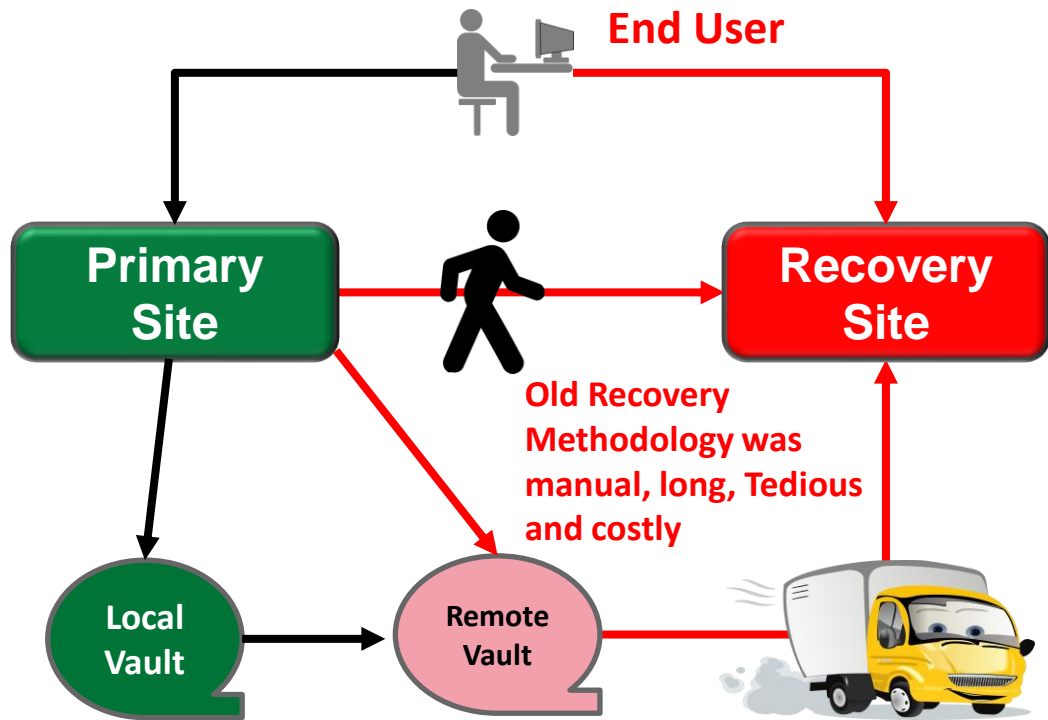 End User
Primary
Site
Recovery
Site
Old Recovery
Methodology was
manual, long, Tedious
and costly
Local
Vault
Remote
Vault